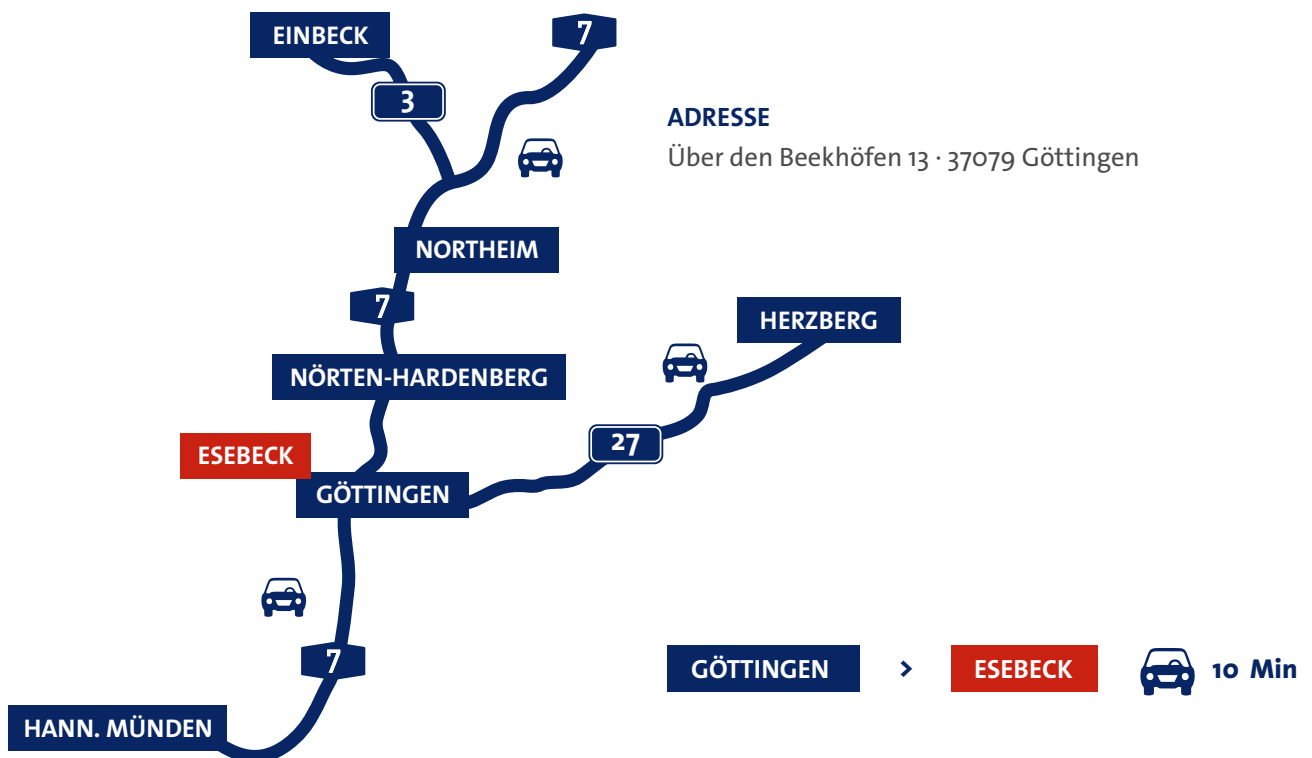 EINBECK
7
3
ADRESSE
Über den Beekhöfen 13 · 37079 Göttingen
NORTHEIM
7
HERZBERG
NÖRTEN-HARDENBERG
27
ESEBECK
GÖTTINGEN
7
GÖTTINGEN > ESEBECK 10 Min
HANN. MÜNDEN